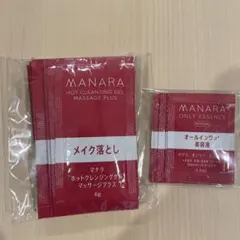 MANARA
HOT CLEANSING GEL
MASSAGE PLUS
メイク落とし
マナラ
ホットクレンジングゲル
マッサージプラス
4g
MANARA
ONLY ESSENCE
オールインワン
美容液